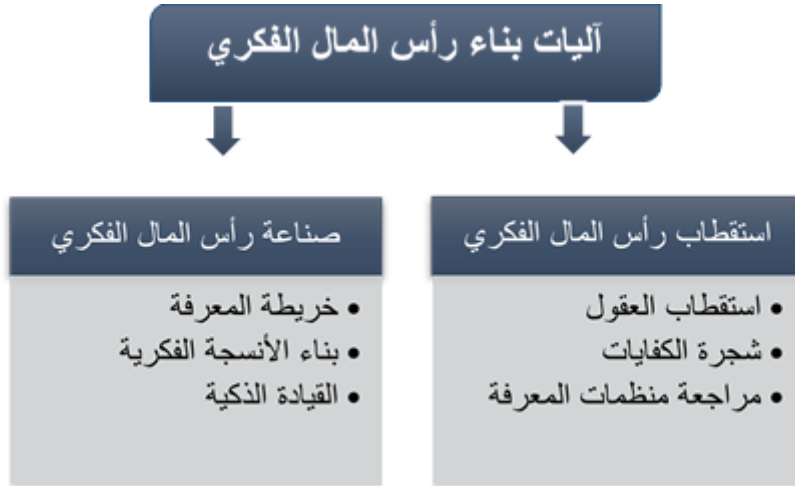 آليات بناء رأس المال الفكري
استقطاب رأس المال الفكري
• استقطاب العقول
• شجرة الكفايات
• مراجعة منظمات المعرفة
صناعة رأس المال الفكري
• خريطة المعرفة
• بناء الأنسجة الفكرية
• القيادة الذكية